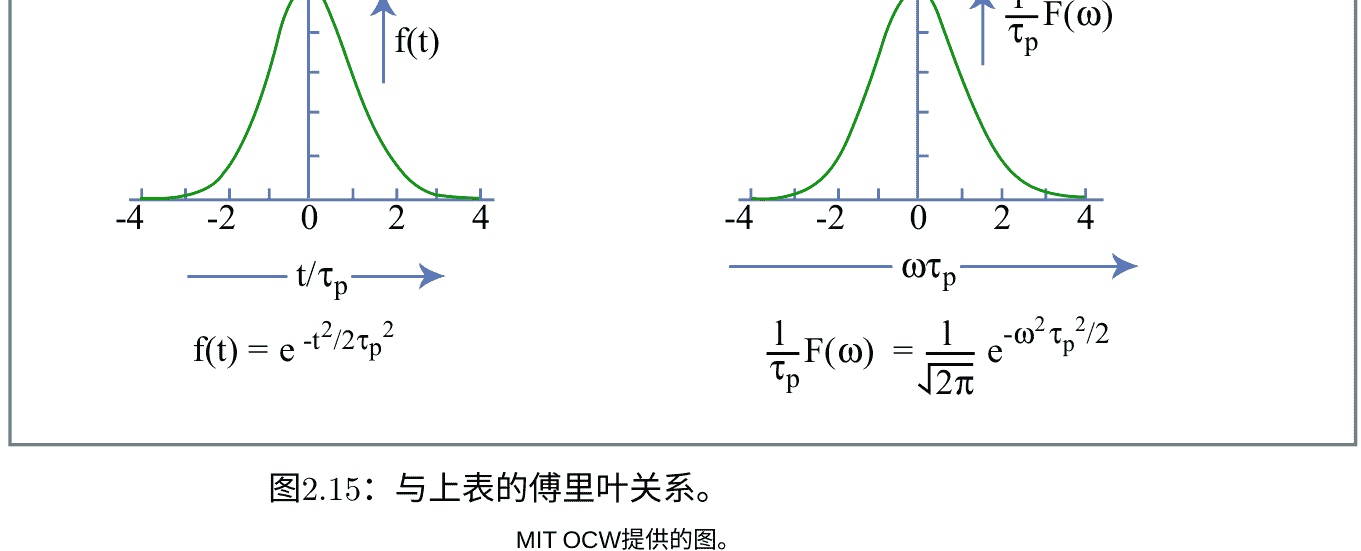 f(t)
1/τp F(ω)
-4 -2 0 2 4
-4 -2 0 2 4
t/τp
ωτp
f(t) = e^{-t²/2τp²}
1/τp F(ω) = 1/√2π e^{-ω²τp²/2}
图2.15：与上表的傅里叶关系。
MIT OCW提供的图。